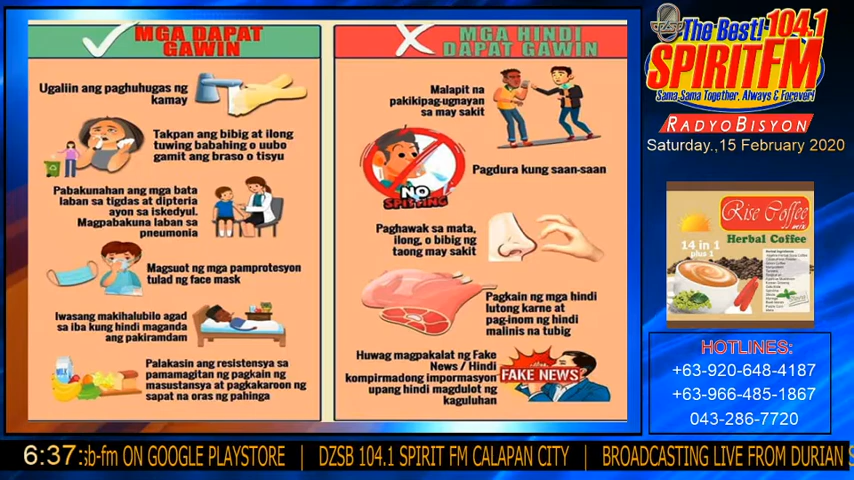 MGA DAPAT
GAWIN
Ugaliin ang paghuhugas ng
kamay
Takpan ang bibig at ilong
tuwing babahing o uubo
gamit ang braso o tisyu
Pabakunahan ang mga bata
laban sa tigdas at dipteria
ayon sa iskedyul.
Magpabakuna laban sa
pneumonia
Magsuot ng mga pamprotesyon
tulad ng face mask
Iwasang makihalubilo agad
sa iba kung hindi maganda
ang pakiramdam
MILK
Palakasin ang resistensya sa
pamamagitan ng pagkain ng
masustansya at pagkakaroon ng
sapat na oras ng pahinga
MGA HINDI
DAPAT GAWIN
Malapit na
pakikipag-ugnayan
sa may sakit
NO
SPITTING
Pagdura kung saan-saan
Paghawak sa mata,
ilong, o bibig ng
taong may sakit
Pagkain ng mga hindi
lutong karne at
pag-inom ng hindi
malinis na tubig
Huwag magpakalat ng Fake
News / Hindi
kompirmadong impormasyon
upang hindi magdulot ng
kaguluhan
FAKE NEWS
The Best! 104.1
SPIRIT FM
Sama Sama Together, Always & Forever!
RADYOBISYON
Saturday.,15 February 2020
Rise Coffee
mix
Herbal Coffee
14 in 1
plus 1
HOTLINES:
+63-920-648-4187
+63-966-485-1867
043-286-7720
6:37: sb-fm ON GOOGLE PLAYSTORE | DZSB 104.1 SPIRIT FM CALAPAN CITY | BROADCASTING LIVE FROM DURIAN S